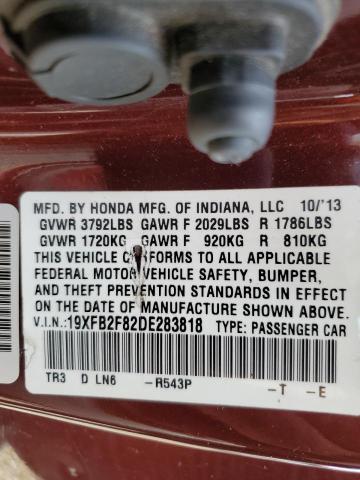 MFD. BY HONDA MFG. OF INDIANA, LLC 10/'13
GVWR 3792LBS GAWR F 2029LBS R 1786LBS
GVWR 1720KG GAWR F 920KG R 810KG
THIS VEHICLE CONFORMS TO ALL APPLICABLE
FEDERAL MOTOR VEHICLE SAFETY, BUMPER,
AND THEFT PREVENTION STANDARDS IN EFFECT
ON THE DATE OF MANUFACTURE SHOWN ABOVE.
V.I.N.:19XFB2F82DE283818 TYPE: PASSENGER CAR
TR3 D LN6 -R543P -T -E